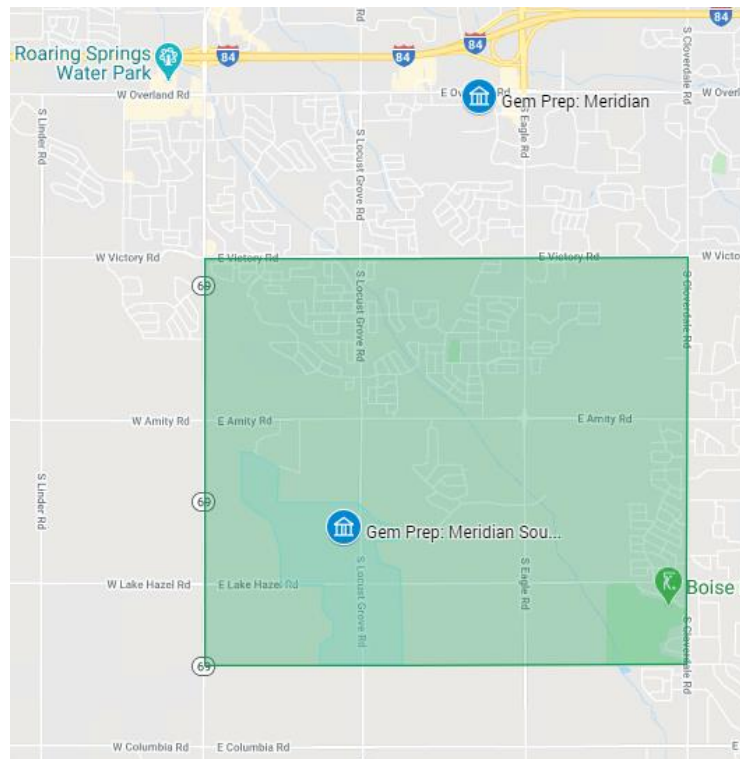 Rd
84
S Cloverdale Rd
84
Roaring Springs
Water Park
84
84
W Overland Rd
E Ov
Rd
W Overl
Gem Prep: Meridian
S Linder Rd
S Locust Grove Rd
S Eagle Rd
W Victory Rd
E Victory Rd
E Victory Rd
W Victo
69
S Locust Grove Rd
S Cloverdale Rd
W Amity Rd
E Amity Rd
E Amity Rd
S Linder Rd
69
Gem Prep: Meridian Sou...
S Locust Grove Rd
S Eagle Rd
W Lake Hazel Rd
E Lake Hazel Rd
Boise
S Cloverdale Rd
69
W Columbia Rd
E Columbia Rd
E